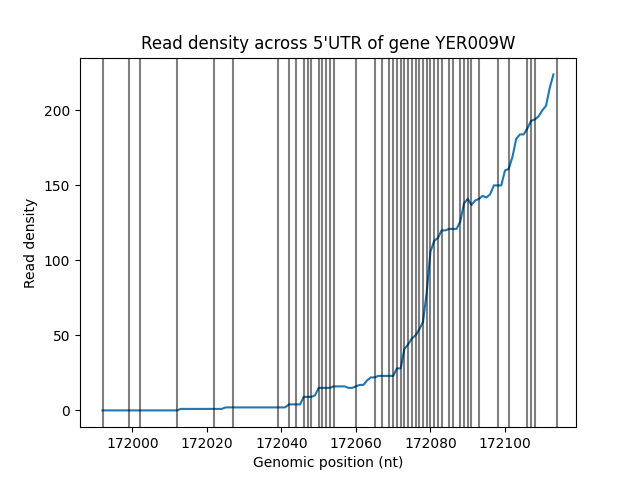 Read density across 5'UTR of gene YER009W
200
150
100
50
0
Read density
172000 172020 172040 172060 172080 172100
Genomic position (nt)